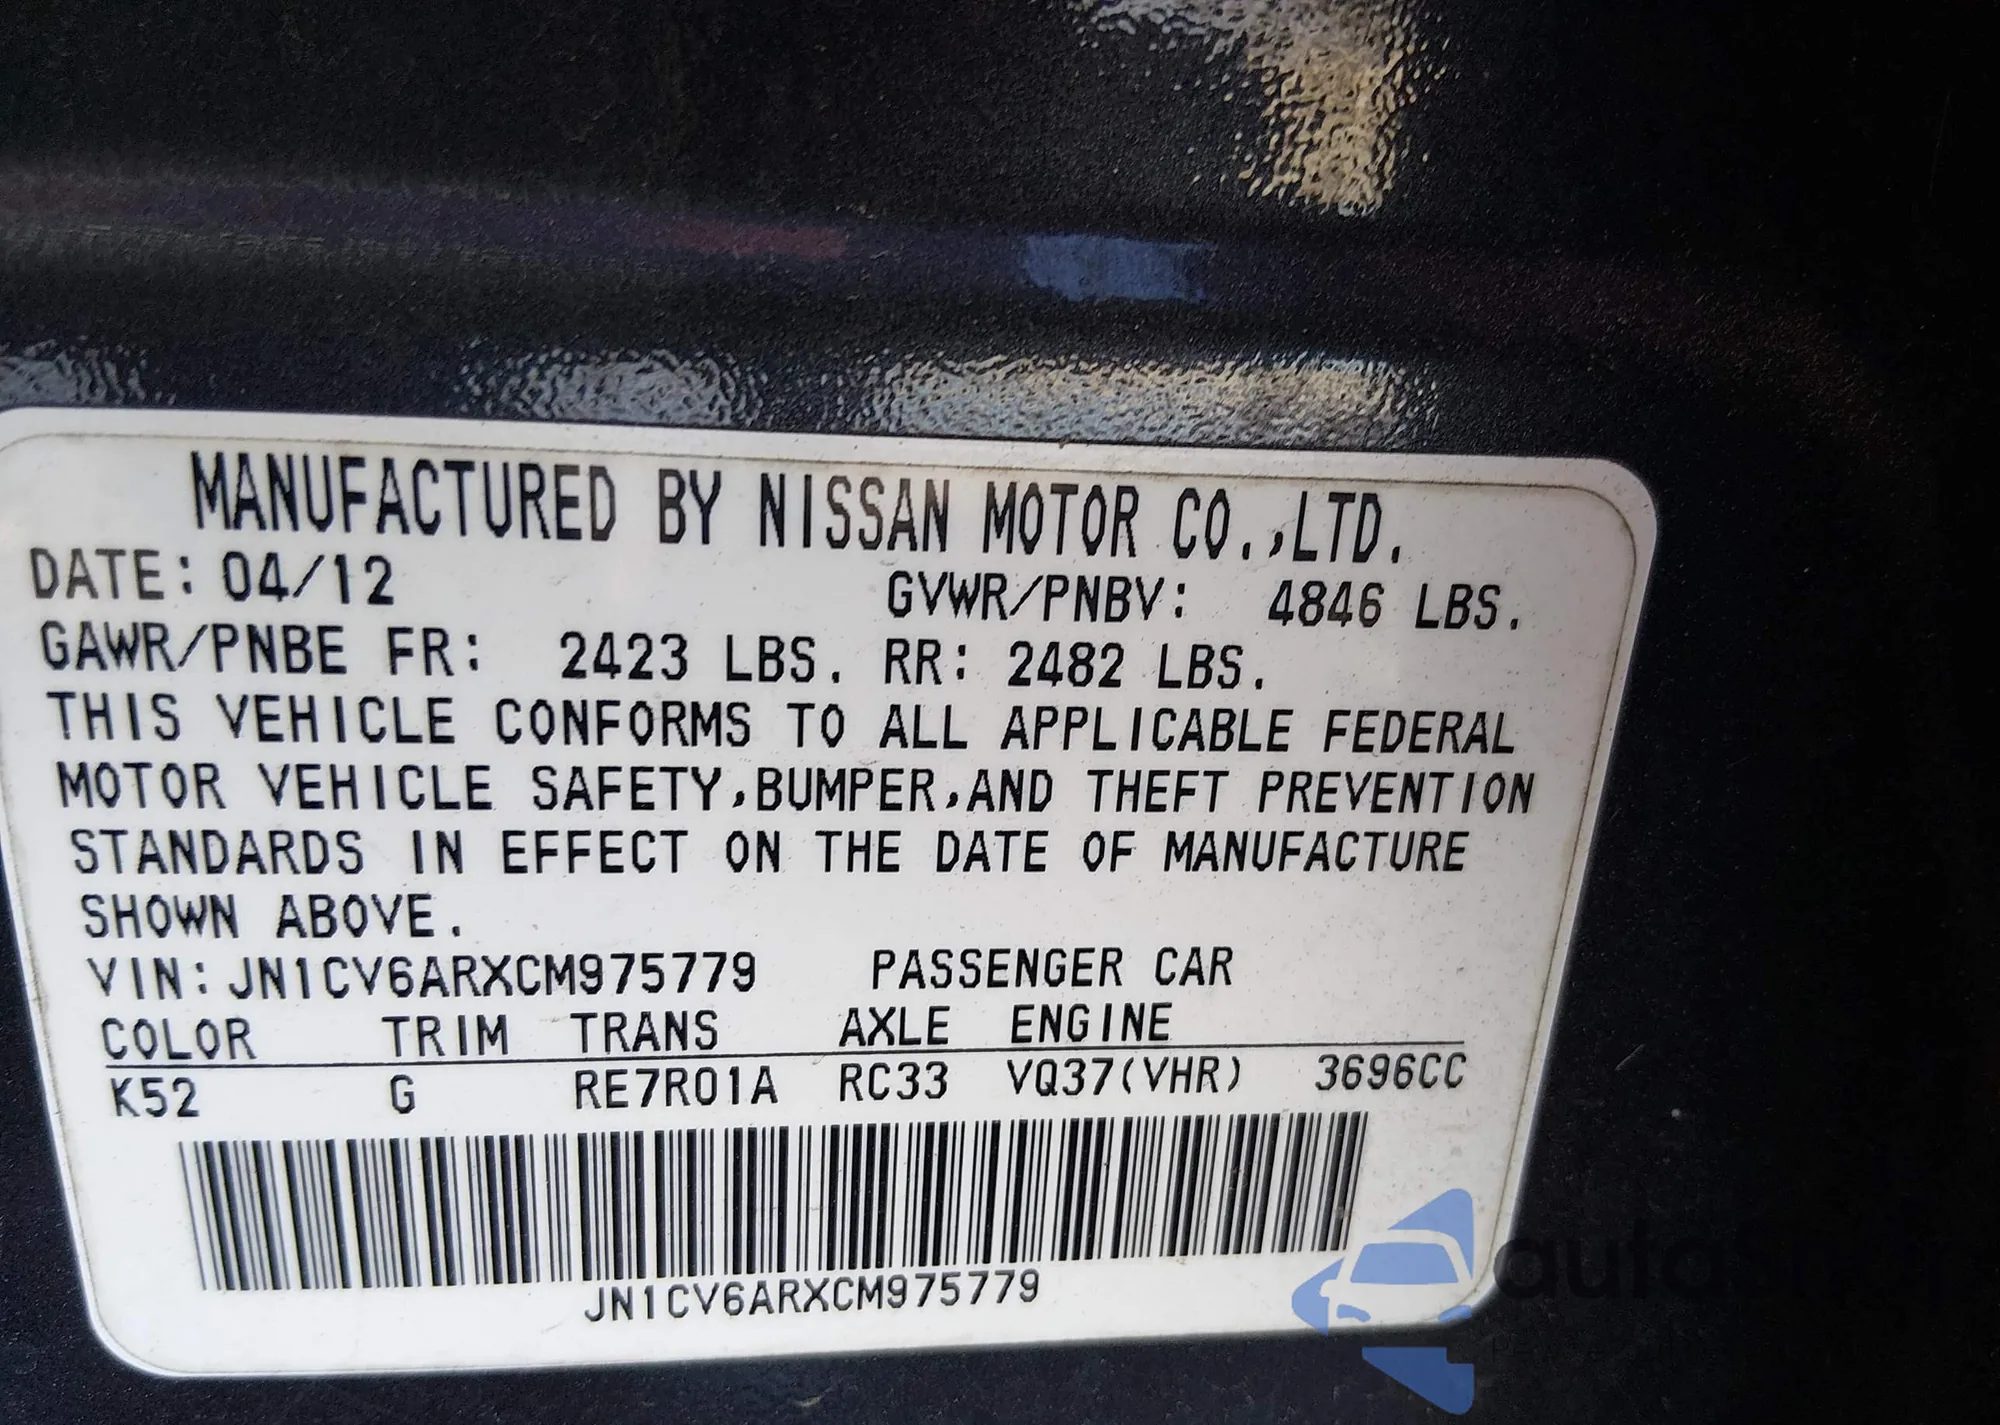 MANUFACTURED BY NISSAN MOTOR CO.,LTD.
DATE: 04/12 GVWR/PNBV: 4846 LBS.
GAWR/PNBE FR: 2423 LBS. RR: 2482 LBS.
THIS VEHICLE CONFORMS TO ALL APPLICABLE FEDERAL
MOTOR VEHICLE SAFETY,BUMPER,AND THEFT PREVENTION
STANDARDS IN EFFECT ON THE DATE OF MANUFACTURE
SHOWN ABOVE.
VIN:JN1CV6ARXCM975779 PASSENGER CAR
COLOR TRIM TRANS AXLE ENGINE
K52 G RE7R01A RC33 VQ37(VHR) 3696CC
JN1CV6ARXCM975779